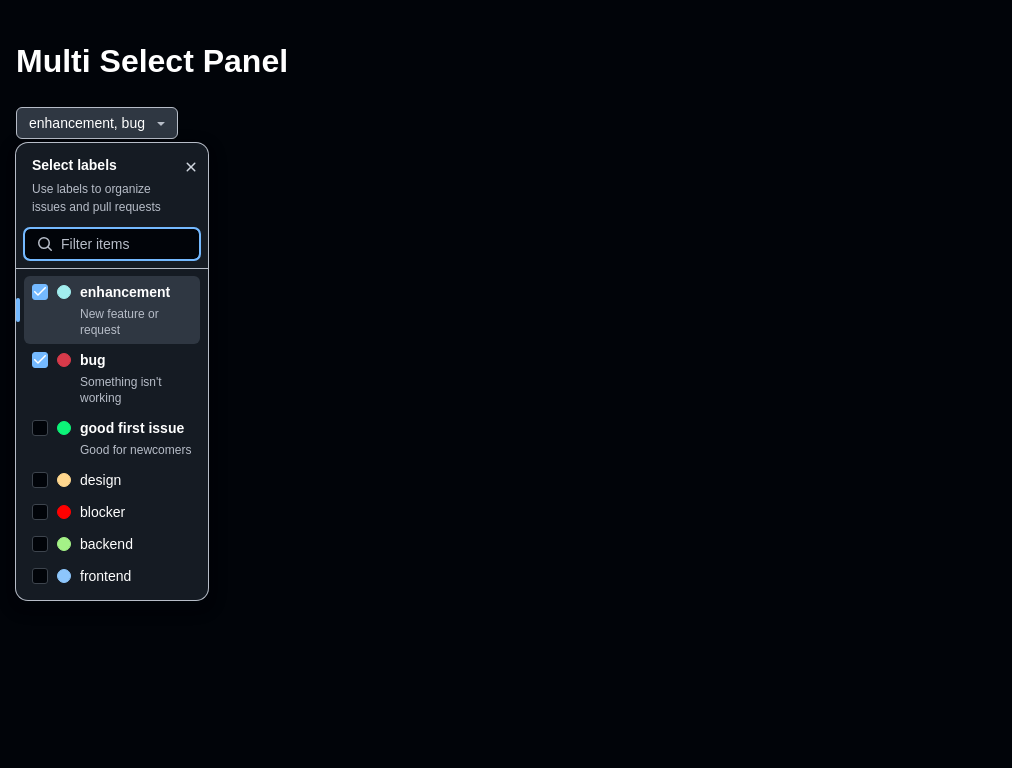 Multi Select Panel
enhancement, bug
Select labels
Use labels to organize
issues and pull requests
Filter items
enhancement
New feature or
request
bug
Something isn't
working
good first issue
Good for newcomers
design
blocker
backend
frontend